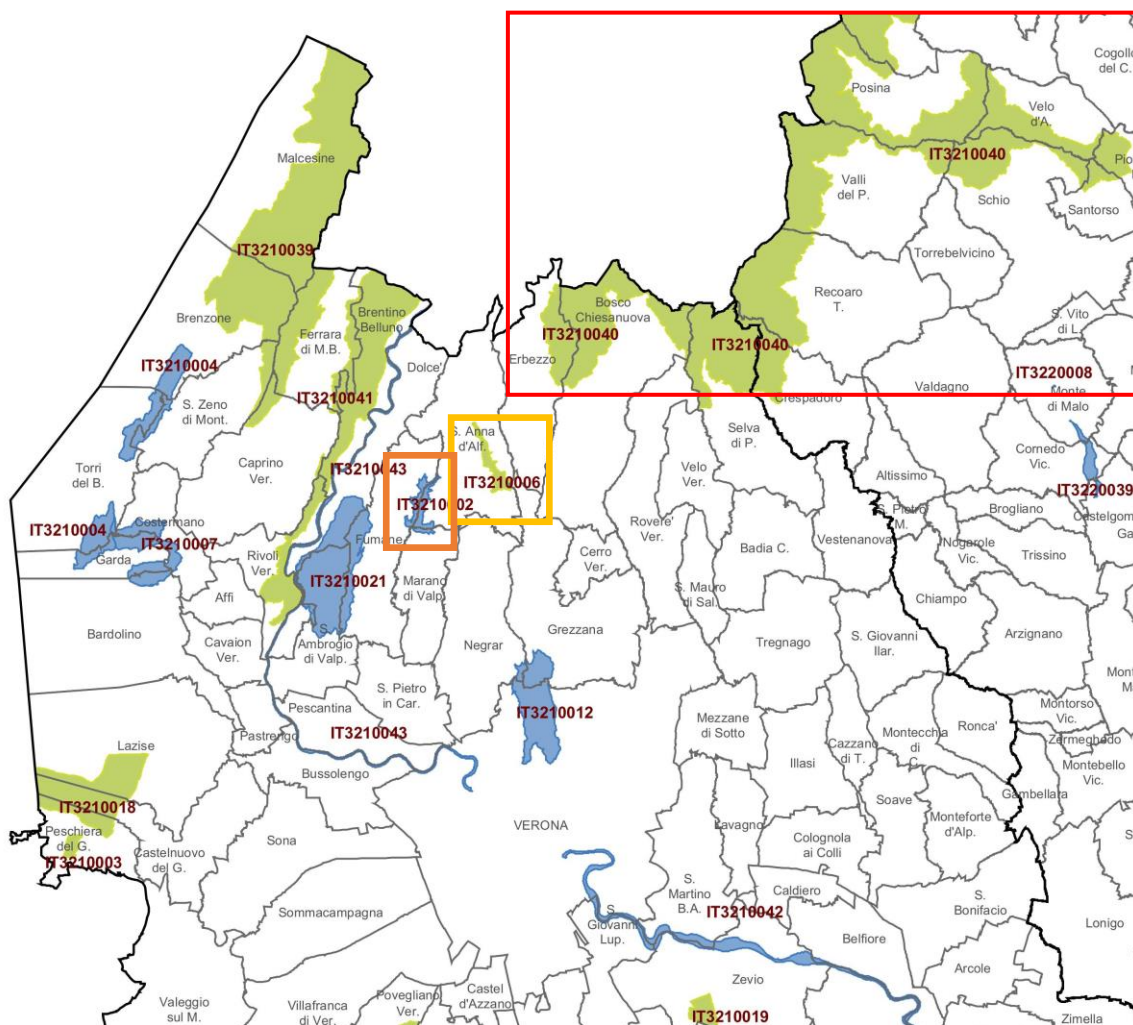 Cogollo
del C.
Posina
Velo
d'A.
IT3210040
Pio
Malcesine
Valli
del P.
Schio
Santorso
IT3210039
Torrebelvicino
Brenzone
Ferrara
di M.B.
Brentino
Belluno
Bosco
Chiesanuova
Recoaro
T.
S. Vito
di L.
IT3210004
Dolce'
Erbezzo
IT3210040
IT3210040
IT3220008
Monte
di Malo
M
S. Zeno
di Mont.
IT3210041
Crespadoro
Valdagno
S. Anna
d'Alf.
Selva
di P.
Cornedo
Vic.
Torri
del B.
Caprino
Ver.
IT3210043
IT3210006
Velo
Ver.
Altissimo
IT3220039
IT3210002
S. Pietro
M.
Brogliano
Castelgom
Ga
IT3210004
Costermano
IT3210007
Garda
Rivoli
Ver.
Fumane
Cerro
Ver.
Rovere'
Ver.
Badia C.
Vestenanova
Nogarole
Vic.
Trissino
IT3210021
Affi
Marano
di Valp.
S. Mauro
di Sal.
Chiampo
Bardolino
Cavaion
Ver.
S.
Ambrogio
di Valp.
Negrar
Grezzana
Tregnago
S. Giovanni
Ilar.
Arzignano
Mont
Ma
Pescantina
S. Pietro
in Car.
IT3210012
Mezzane
di Sotto
Montorso
Vic.
Lazise
Pastrengo
IT3210043
Cazzano
di T.
Montecchia
di
C.
Ronca'
Zermeghedo
Montebello
Vic.
Bussolengo
Illasi
Gambellara
IT3210018
Peschiera
del G.
IT3210003
Castelnuovo
del G.
Sona
VERONA
Lavagno
Soave
Monteforte
d'Alp.
S
Colognola
ai Colli
Sommacampagna
S.
Martino
B.A.
Caldiero
IT3210042
S.
Bonifacio
Lonigo
S.
Giovanni
Lup.
Belfiore
Arcole
Zevio
Valeggio
sul M.
Villafranca
di Ver.
Povegliano
Ver.
Castel
d'Azzano
IT3210019
Zimella